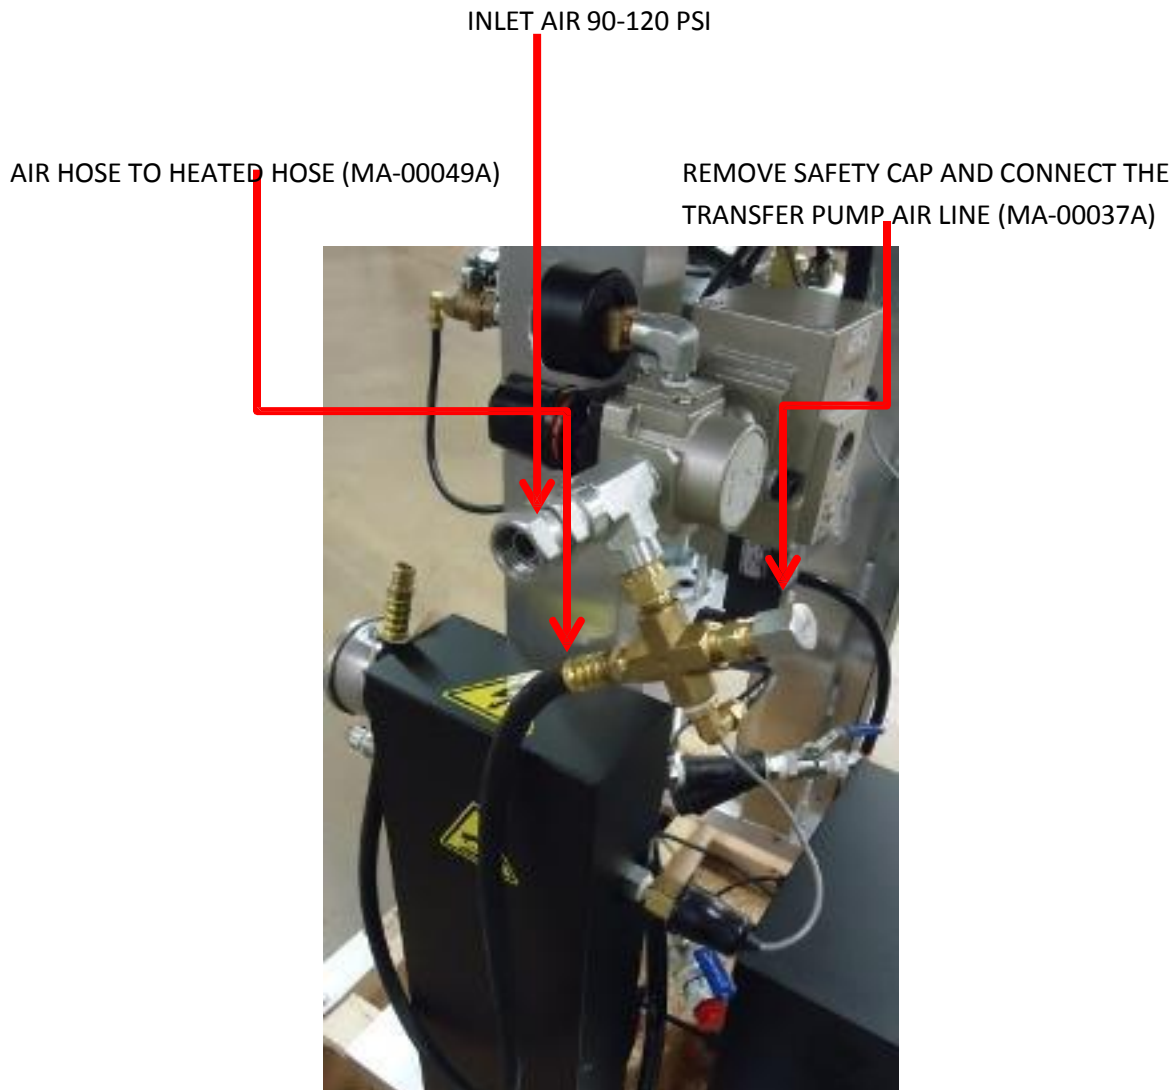 INLET AIR 90-120 PSI
AIR HOSE TO HEATED HOSE (MA-00049A)
REMOVE SAFETY CAP AND CONNECT THE
TRANSFER PUMP AIR LINE (MA-00037A)